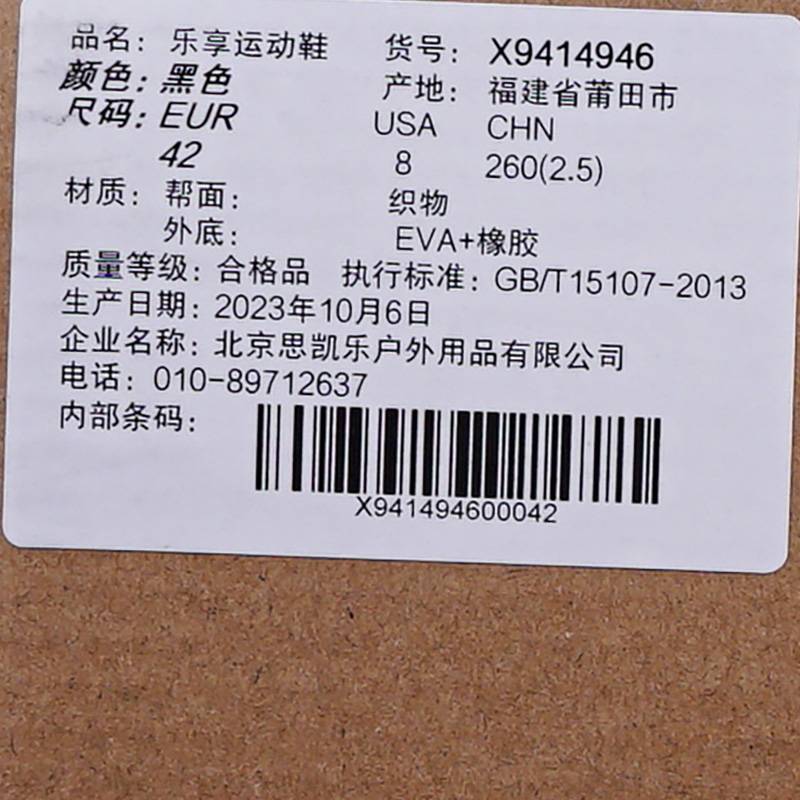 品名：乐享运动鞋 货号：X9414946
颜色：黑色 产地：福建省莆田市
尺码：EUR USA CHN
42 8 260(2.5)
材质：帮面： 织物
外底： EVA+橡胶
质量等级：合格品 执行标准：GB/T15107-2013
生产日期：2023年10月6日
企业名称：北京思凯乐户外用品有限公司
电话：010-89712637
内部条码：
X941494600042